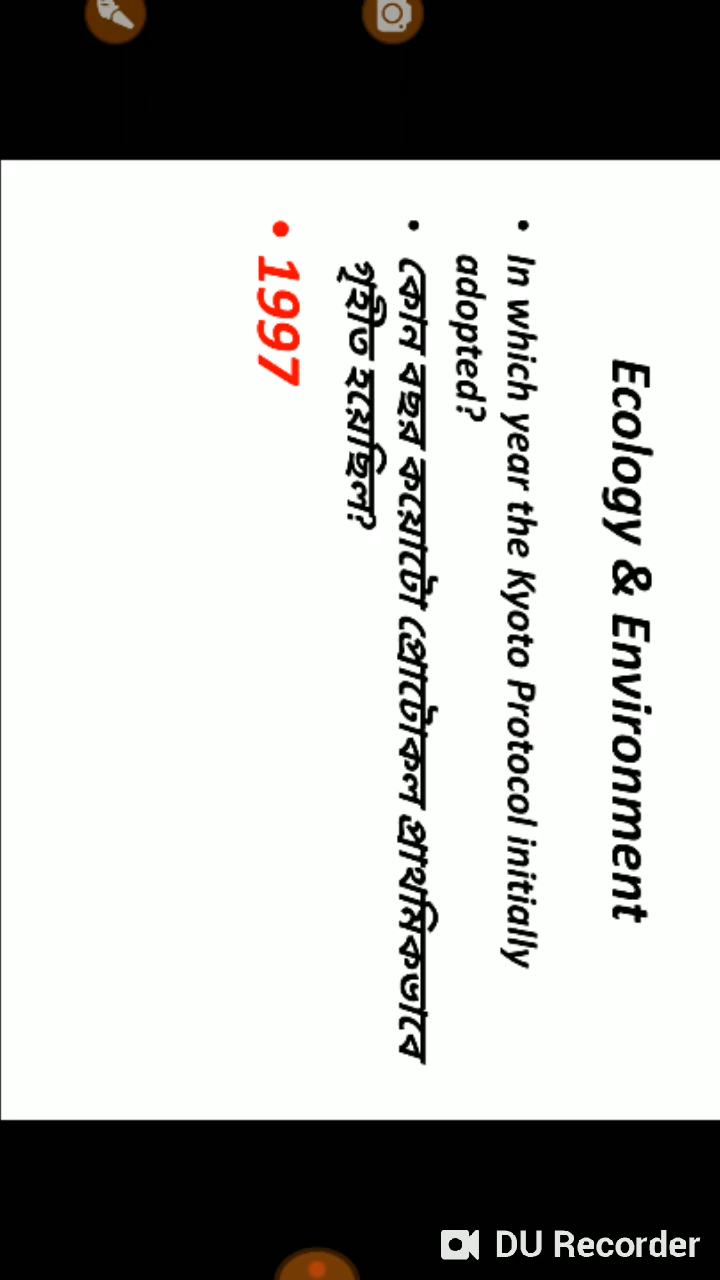 Ecology & Environment
• In which year the Kyoto Protocol initially
adopted?
• কোন বছর কয়োটো প্রোটোকল প্রাথমিকভাবে
গৃহীত হয়েছিল?
• 1997
DU Recorder